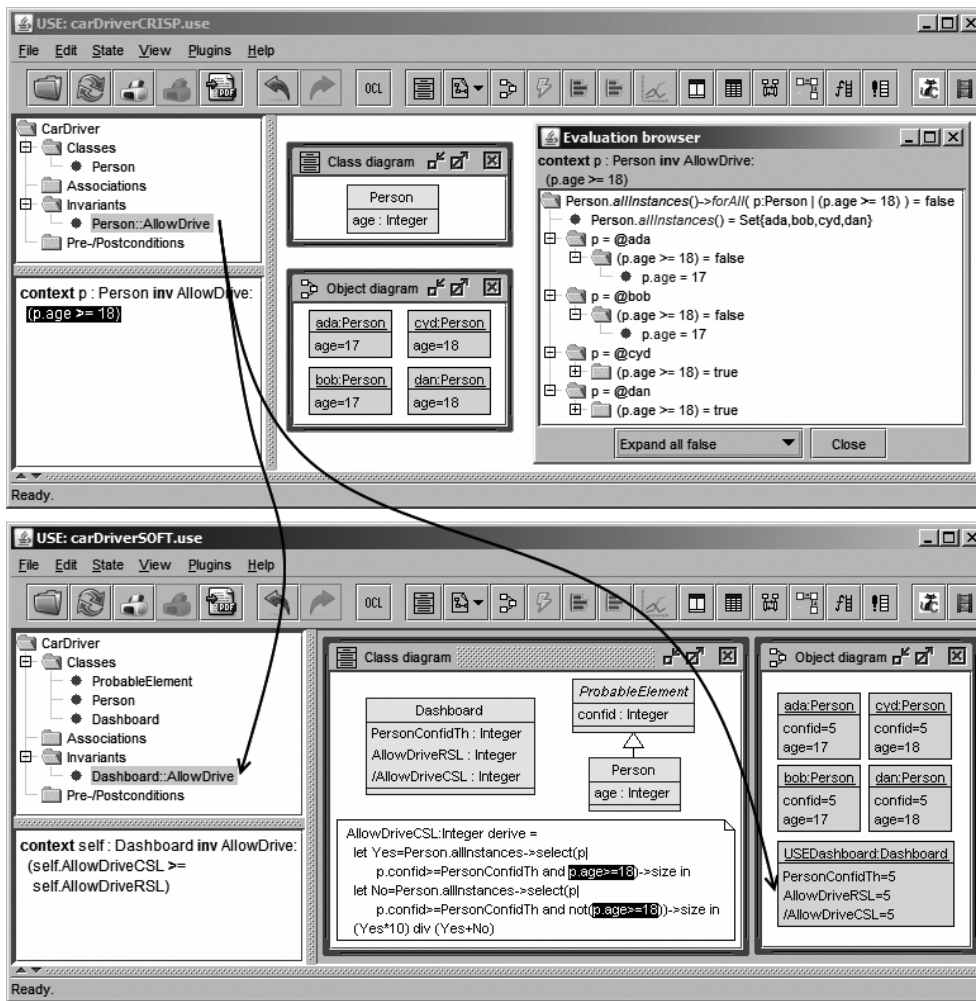 USE: carDriverCRISP.use
File Edit State View Plugins Help
OCL
CarDriver
Classes
Person
Associations
Invariants
Person::AllowDrive
Pre-/Postconditions
context p : Person inv AllowDrive:
(p.age >= 18)
Class diagram
Person
age : Integer
Object diagram
ada:Person
age=17
cyd:Person
age=18
bob:Person
age=17
dan:Person
age=18
Evaluation browser
context p : Person inv AllowDrive:
(p.age >= 18)
Person.allInstances()->forAll( p:Person | (p.age >= 18) ) = false
Person.allInstances() = Set{ada,bob,cyd,dan}
p = @ada
(p.age >= 18) = false
p.age = 17
p = @bob
(p.age >= 18) = false
p.age = 17
p = @cyd
(p.age >= 18) = true
p = @dan
(p.age >= 18) = true
Expand all false
Close
Ready.
USE: carDriverSOFT.use
File Edit State View Plugins Help
OCL
CarDriver
Classes
ProbableElement
Person
Dashboard
Associations
Invariants
Dashboard::AllowDrive
Pre-/Postconditions
context self : Dashboard inv AllowDrive:
(self.AllowDriveCSL >=
self.AllowDriveRSL)
Class diagram
Dashboard
PersonConfidTh : Integer
AllowDriveRSL : Integer
/AllowDriveCSL : Integer
ProbableElement
confid : Integer
Person
age : Integer
AllowDriveCSL:Integer derive =
let Yes=Person.allInstances->select(p|
p.confid>=PersonConfidTh and p.age>=18)->size in
let No=Person.allInstances->select(p|
p.confid>=PersonConfidTh and not(p.age>=18))->size in
(Yes*10) div (Yes+No)
Object diagram
ada:Person
confid=5
age=17
cyd:Person
confid=5
age=18
bob:Person
confid=5
age=17
dan:Person
confid=5
age=18
USEDashboard:Dashboard
PersonConfidTh=5
AllowDriveRSL=5
/AllowDriveCSL=5
Ready.